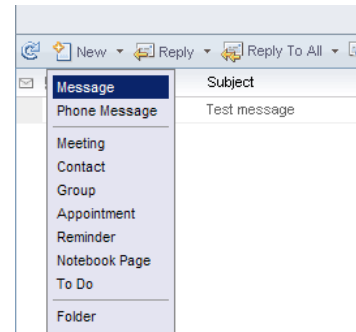 New Reply Reply To All
Subject
Message
Phone Message Test message
Meeting
Contact
Group
Appointment
Reminder
Notebook Page
To Do
Folder